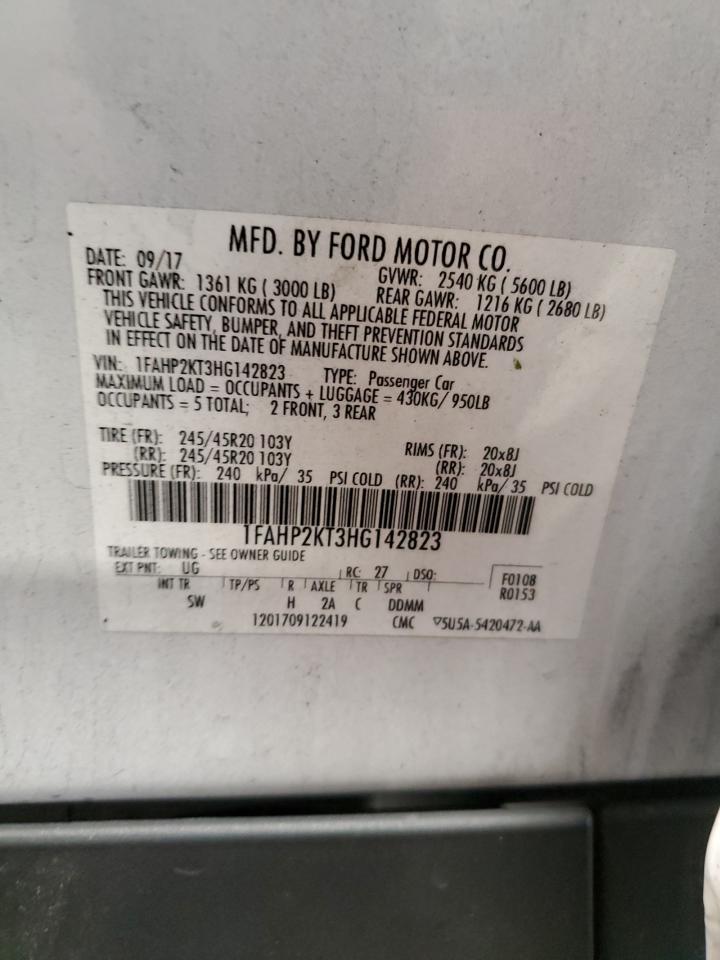 MFD. BY FORD MOTOR CO.
DATE: 09/17 GVWR: 2540 KG ( 5600 LB)
FRONT GAWR: 1361 KG ( 3000 LB) REAR GAWR: 1216 KG ( 2680 LB)
THIS VEHICLE CONFORMS TO ALL APPLICABLE FEDERAL MOTOR
VEHICLE SAFETY, BUMPER, AND THEFT PREVENTION STANDARDS
IN EFFECT ON THE DATE OF MANUFACTURE SHOWN ABOVE.
VIN: 1FAHP2KT3HG142823 TYPE: Passenger Car
MAXIMUM LOAD = OCCUPANTS + LUGGAGE = 430KG/ 950LB
OCCUPANTS = 5 TOTAL; 2 FRONT, 3 REAR
TIRE (FR): 245/45R20 103Y RIMS (FR): 20x8J
(RR): 245/45R20 103Y (RR): 20x8J
PRESSURE (FR): 240 kPa/ 35 PSI COLD (RR): 240 kPa/ 35 PSI COLD
1FAHP2KT3HG142823
TRAILER TOWING - SEE OWNER GUIDE
EXT PNT: UG RC: 27 DSO: F0108
INT TR TP/PS R AXLE TR SPR R0153
SW H 2A C DDMM
1201709122419 CMC ▽5U5A-5420472-AA